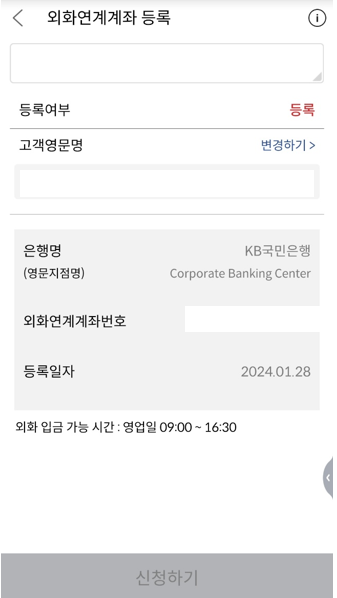 외화연계계좌 등록
등록여부 등록
고객영문명 변경하기 >
은행명 KB국민은행
(영문지점명) Corporate Banking Center
외화연계계좌번호
등록일자 2024.01.28
외화 입금 가능 시간 : 영업일 09:00 ~ 16:30
신청하기